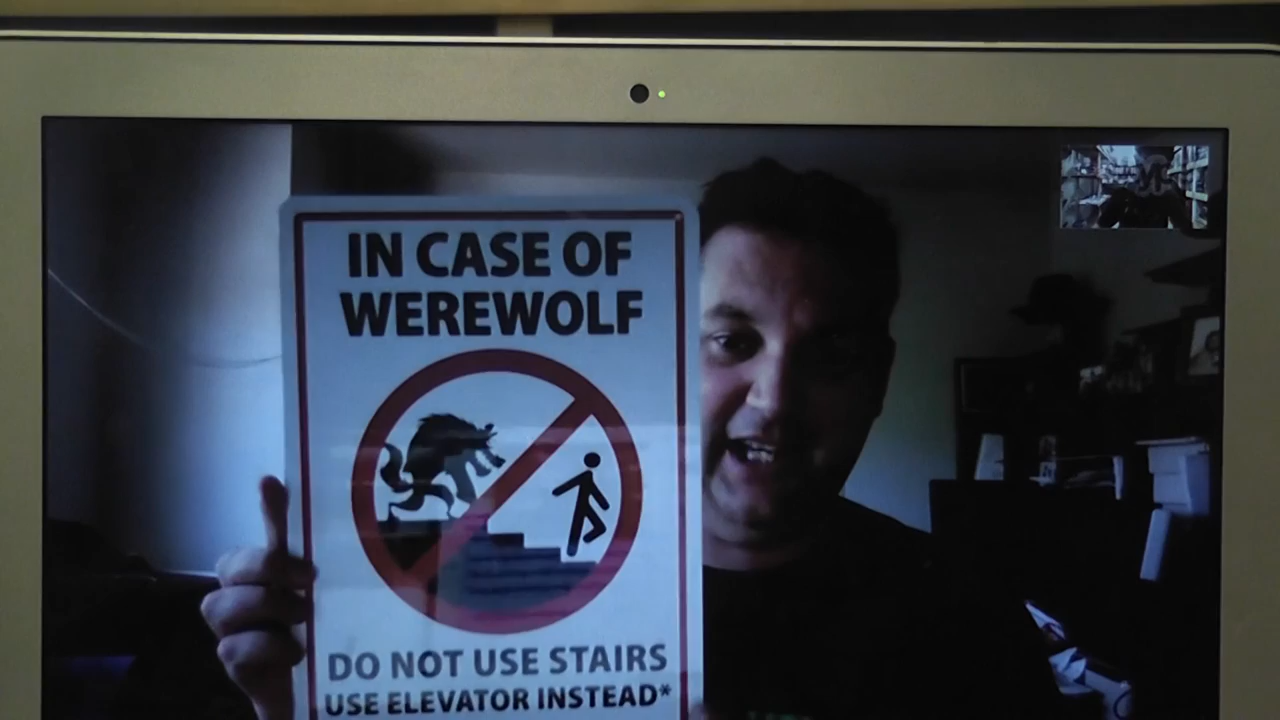 IN CASE OF
WEREWOLF
DO NOT USE STAIRS
USE ELEVATOR INSTEAD*